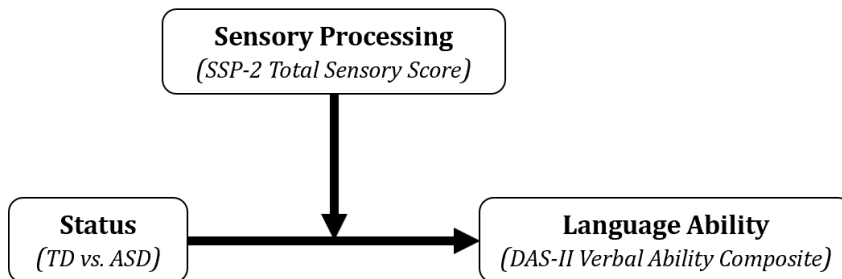 Sensory Processing
(SSP-2 Total Sensory Score)
Status
(TD vs. ASD)
Language Ability
(DAS-II Verbal Ability Composite)